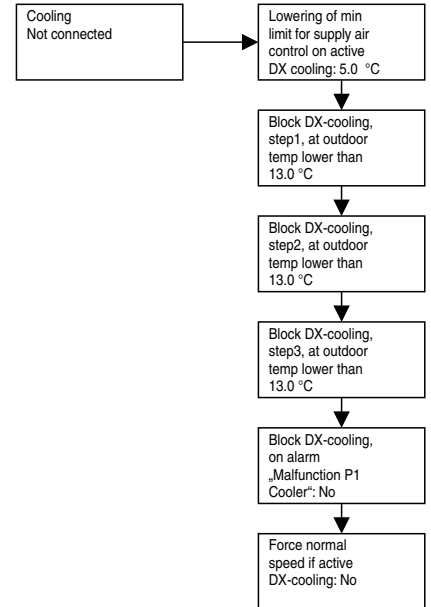 Cooling
Not connected
Lowering of min
limit for supply air
control on active
DX cooling: 5.0 °C
Block DX-cooling,
step1, at outdoor
temp lower than
13.0 °C
Block DX-cooling,
step2, at outdoor
temp lower than
13.0 °C
Block DX-cooling,
step3, at outdoor
temp lower than
13.0 °C
Block DX-cooling,
on alarm
„Malfunction P1
Cooler“: No
Force normal
speed if active
DX-cooling: No